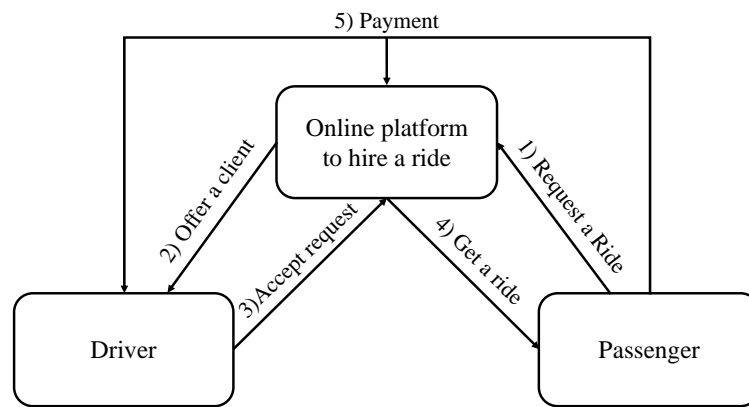 5) Payment
Online platform
to hire a ride
1) Request a Ride
2) Offer a client
3)Accept request
4) Get a ride
Driver
Passenger